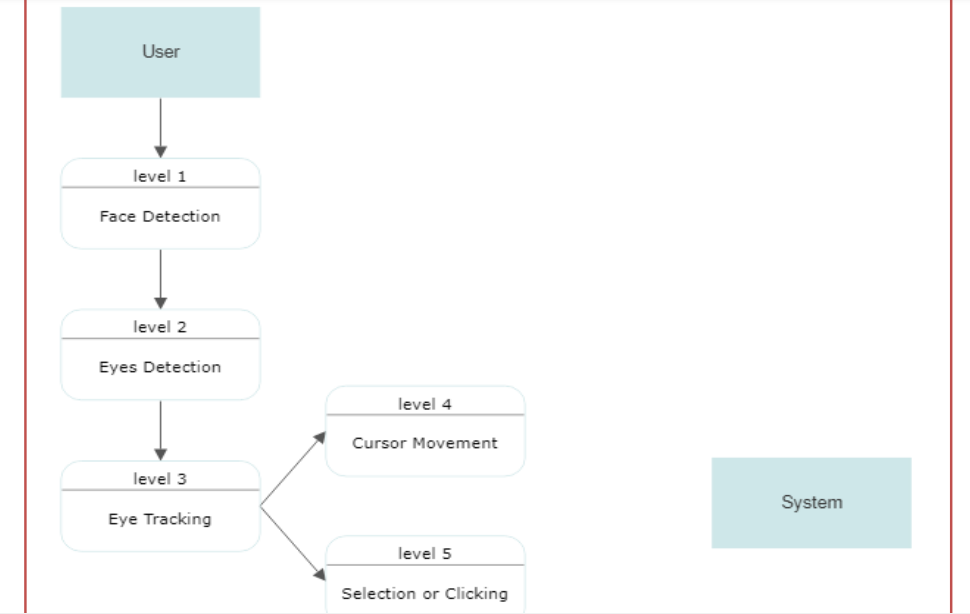 User
level 1
Face Detection
level 2
Eyes Detection
level 3
Eye Tracking
level 4
Cursor Movement
level 5
Selection or Clicking
System